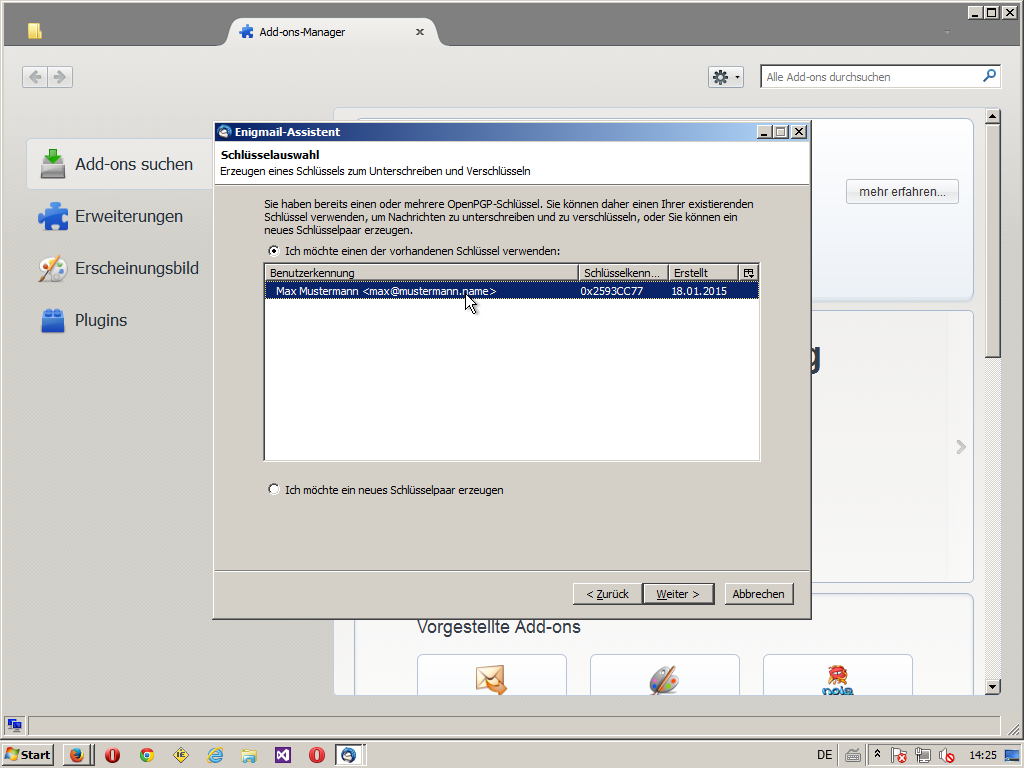 Add-ons-Manager
Alle Add-ons durchsuchen
Add-ons suchen
Erweiterungen
Erscheinungsbild
Plugins
mehr erfahren...
g
Enigmail-Assistent
Schlüsselauswahl
Erzeugen eines Schlüssels zum Unterschreiben und Verschlüsseln
Sie haben bereits einen oder mehrere OpenPGP-Schlüssel. Sie können daher einen Ihrer existierenden
Schlüssel verwenden, um Nachrichten zu unterschreiben und zu verschlüsseln, oder Sie können ein
neues Schlüsselpaar erzeugen.
Ich möchte einen der vorhandenen Schlüssel verwenden:
Benutzerkennung Schlüsselkenn... Erstellt
Max Mustermann <max@mustermann.name> 0x2593CC77 18.01.2015
Ich möchte ein neues Schlüsselpaar erzeugen
< Zurück Weiter > Abbrechen
Vorgestellte Add-ons
Start DE 14:25